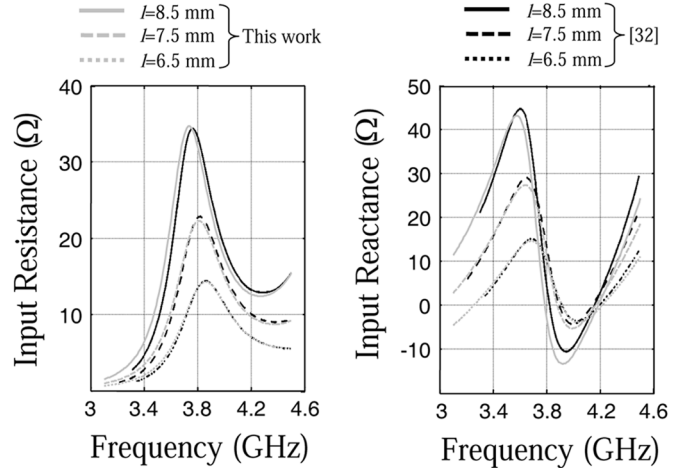 l=8.5 mm
l=7.5 mm
l=6.5 mm
This work
l=8.5 mm
l=7.5 mm
l=6.5 mm
[32]
Input Resistance (Ω)
40
30
20
10
3
3.4
3.8
4.2
4.6
Frequency (GHz)
Input Reactance (Ω)
50
40
30
20
10
0
-10
3
3.4
3.8
4.2
4.6
Frequency (GHz)